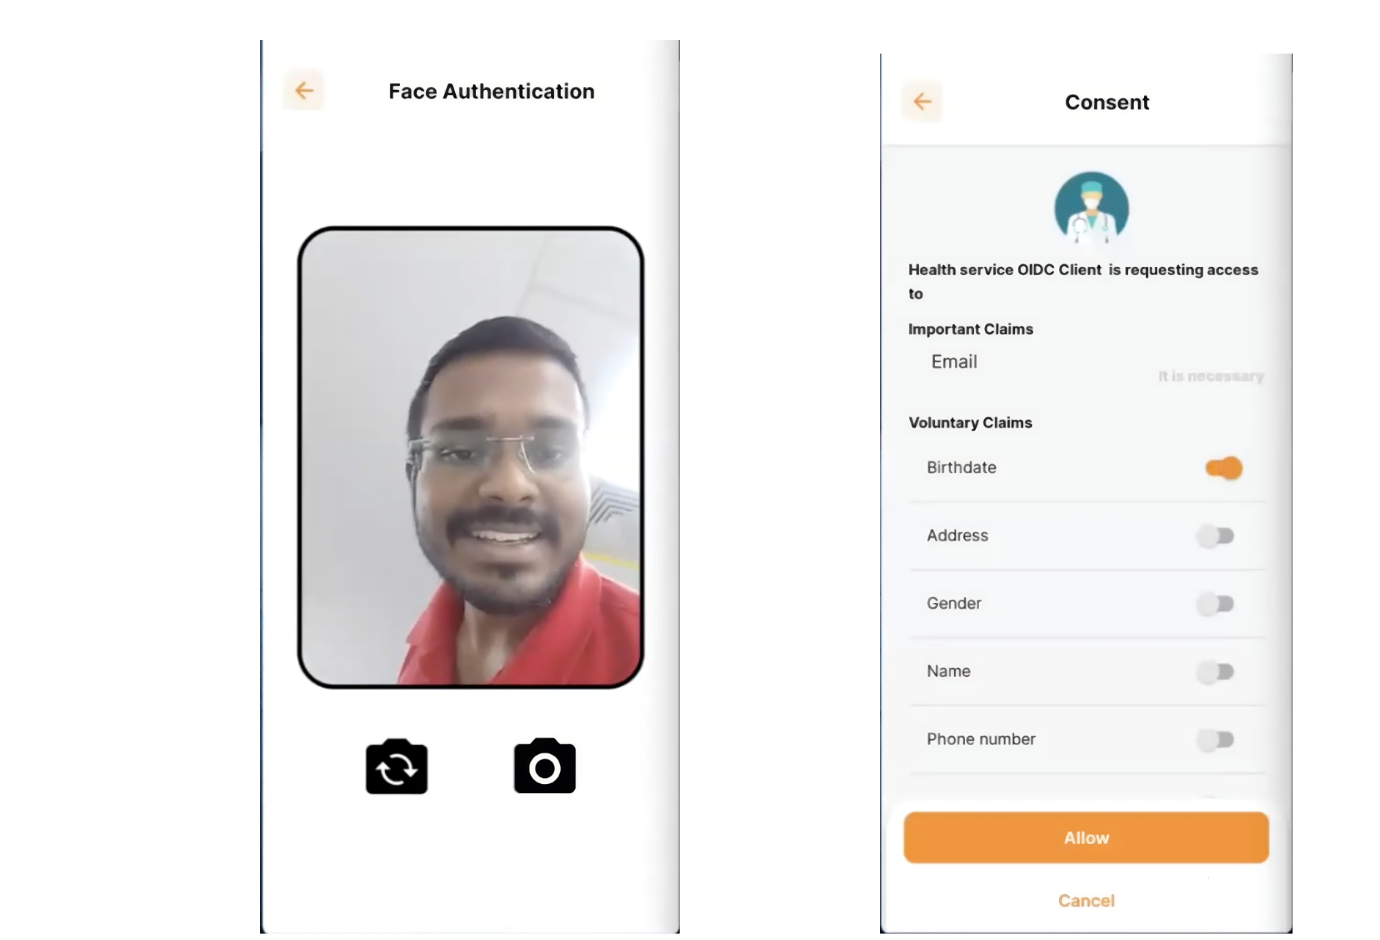 Face Authentication
Consent
Health service OIDC Client is requesting access
to
Important Claims
Email
It is necessary
Voluntary Claims
Birthdate
Address
Gender
Name
Phone number
Allow
Cancel